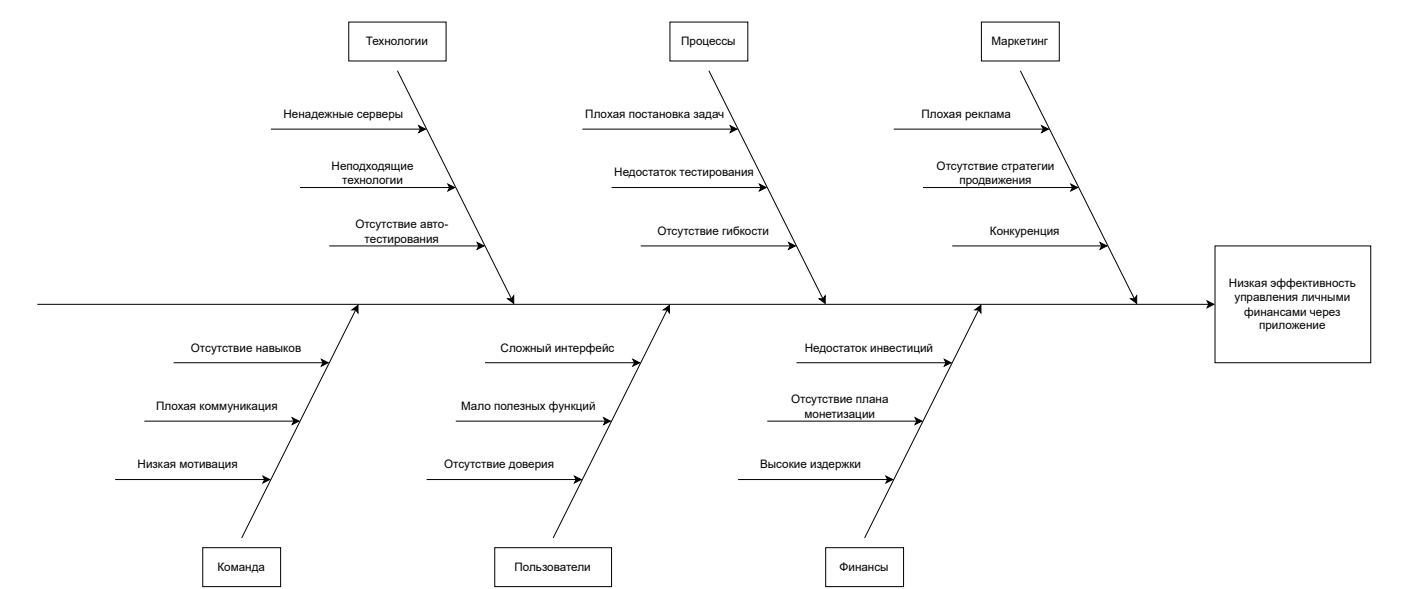 Технологии
Процессы
Маркетинг
Ненадежные серверы
Плохая постановка задач
Плохая реклама
Неподходящие
технологии
Недостаток тестирования
Отсутствие стратегии
продвижения
Отсутствие авто-
тестирования
Отсутствие гибкости
Конкуренция
Низкая эффективность
управления личными
финансами через
приложение
Отсутствие навыков
Сложный интерфейс
Недостаток инвестиций
Плохая коммуникация
Мало полезных функций
Отсутствие плана
монетизации
Низкая мотивация
Отсутствие доверия
Высокие издержки
Команда
Пользователи
Финансы